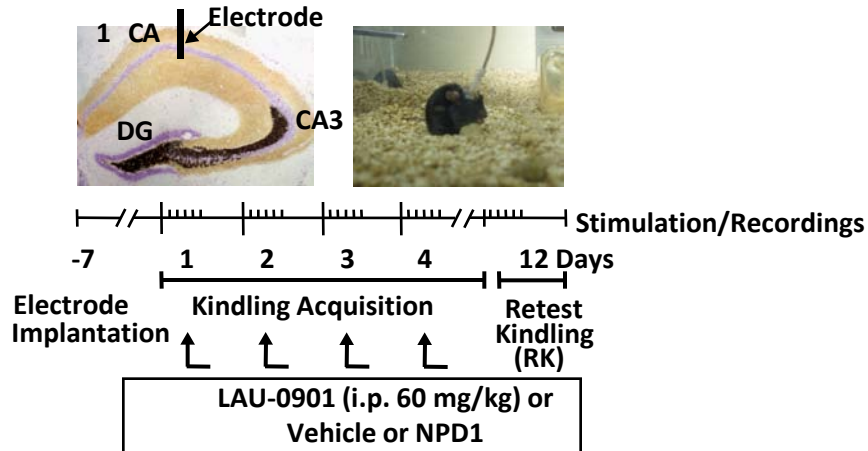 Electrode
1 CA
CA3
DG
Stimulation/Recordings
-7 1 2 3 4 12 Days
Electrode
Implantation
Kindling Acquisition
Retest
Kindling
(RK)
LAU-0901 (i.p. 60 mg/kg) or
Vehicle or NPD1